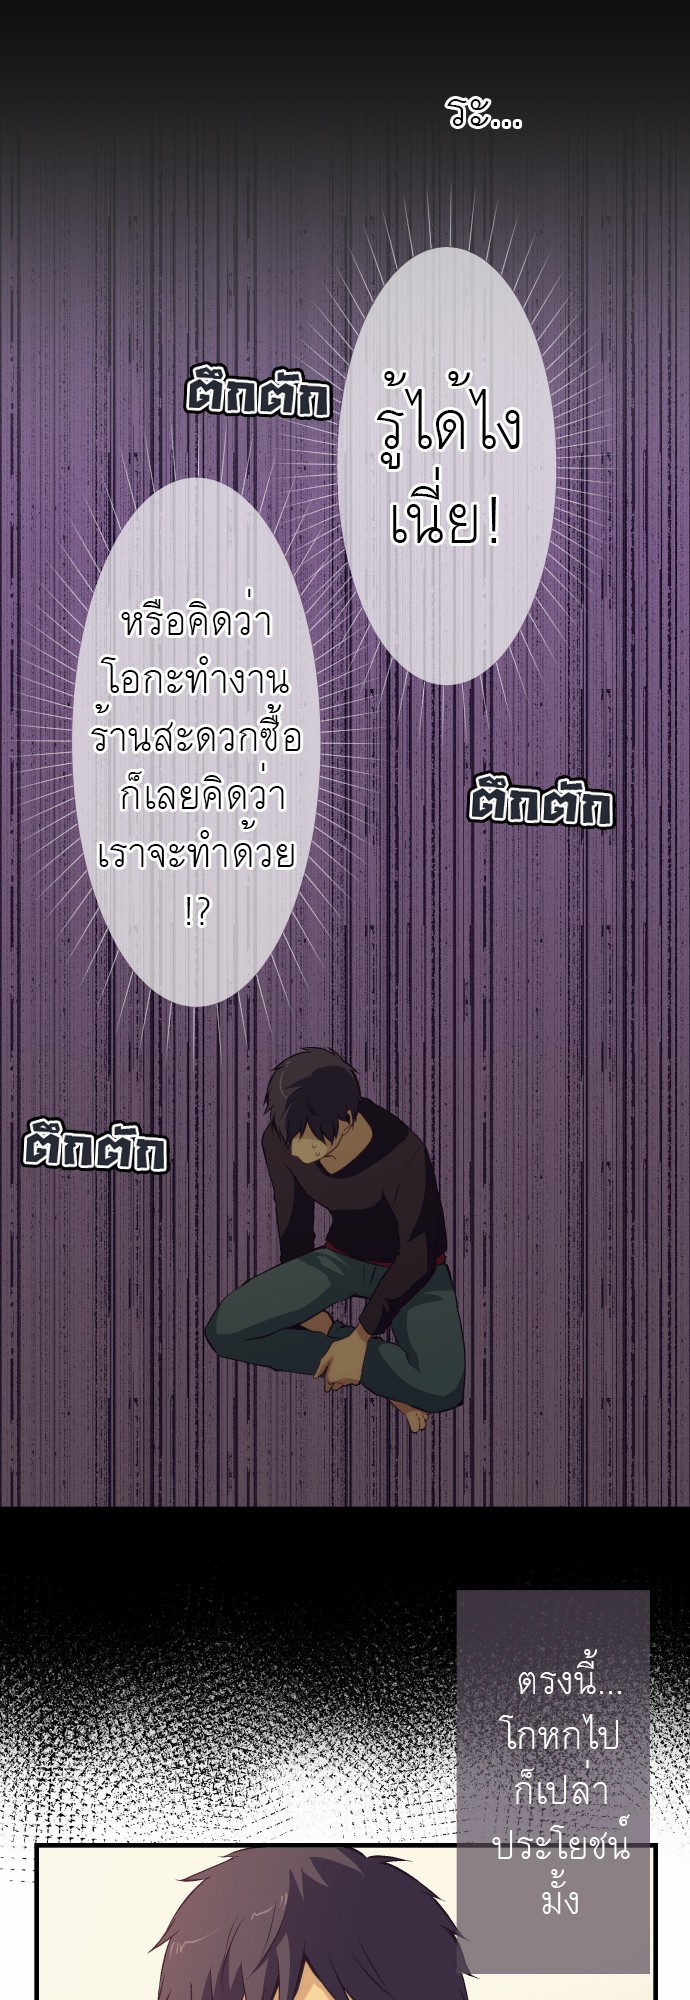 ระ...
รู้ได้ไง
เนี่ย!
ตึกตัก
หรือคิดว่า
โอกะทำงาน
ร้านสะดวกซื้อ
ก็เลยคิดว่า
เราจะทำด้วย
!?
ตึกตัก
ตึกตัก
ตรงนี้...
โกหกไป
ก็เปล่า
ประโยชน์
มั้ง